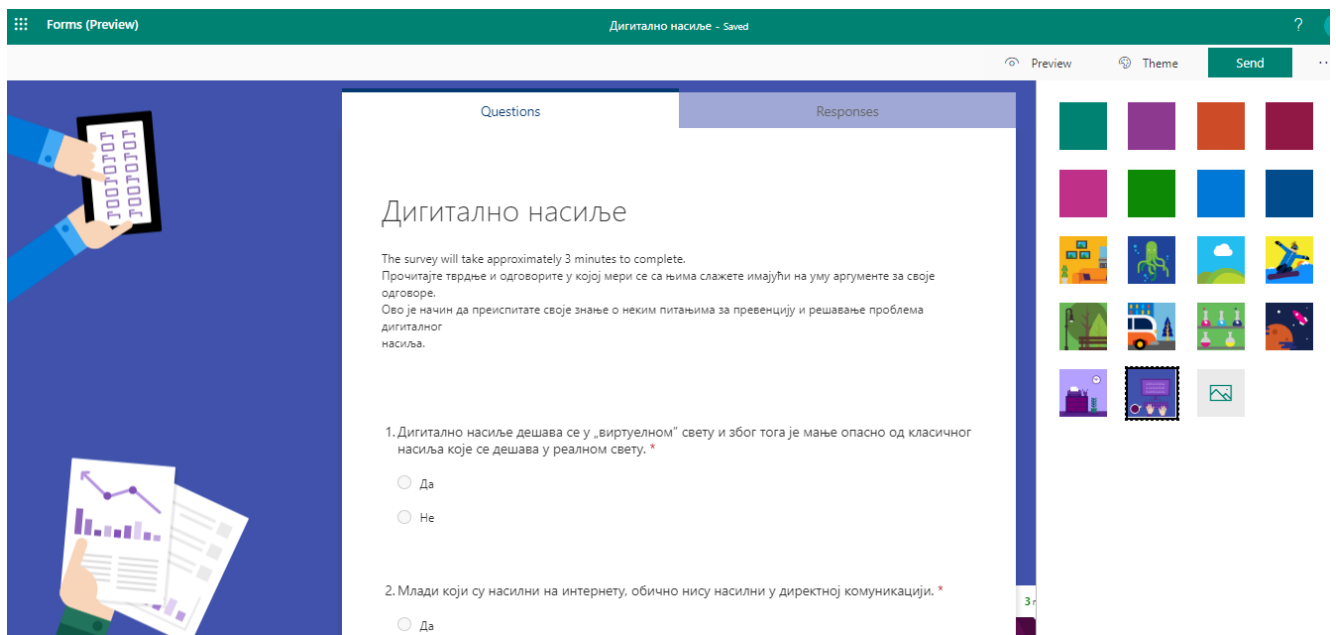 Forms (Preview)
Дигитално насиље - Saved
?
Preview
Theme
Send
Questions
Responses
Дигитално насиље
The survey will take approximately 3 minutes to complete.
Прочитајте тврдње и одговорите у којој мери се са њима слажете имајући на уму аргументе за своје
одговоре.
Ово је начин да преиспитате своје знање о неким питањима за превенцију и решавање проблема
дигиталног
насиља.
1. Дигитално насиље дешава се у „виртуелном” свету и због тога је мање опасно од класичног
насиља које се дешава у реалном свету. *
Да
Не
2. Млади који су насилни на интернету, обично нису насилни у директној комуникацији. *
3
Да